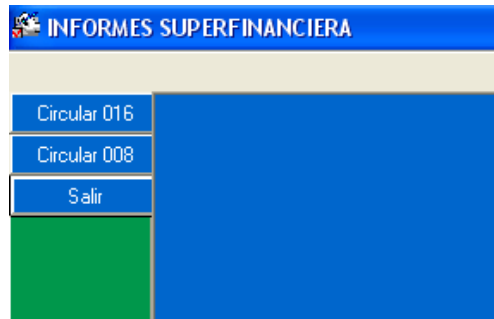 INFORMES SUPERFINANCIERA
Circular 016
Circular 008
Salir